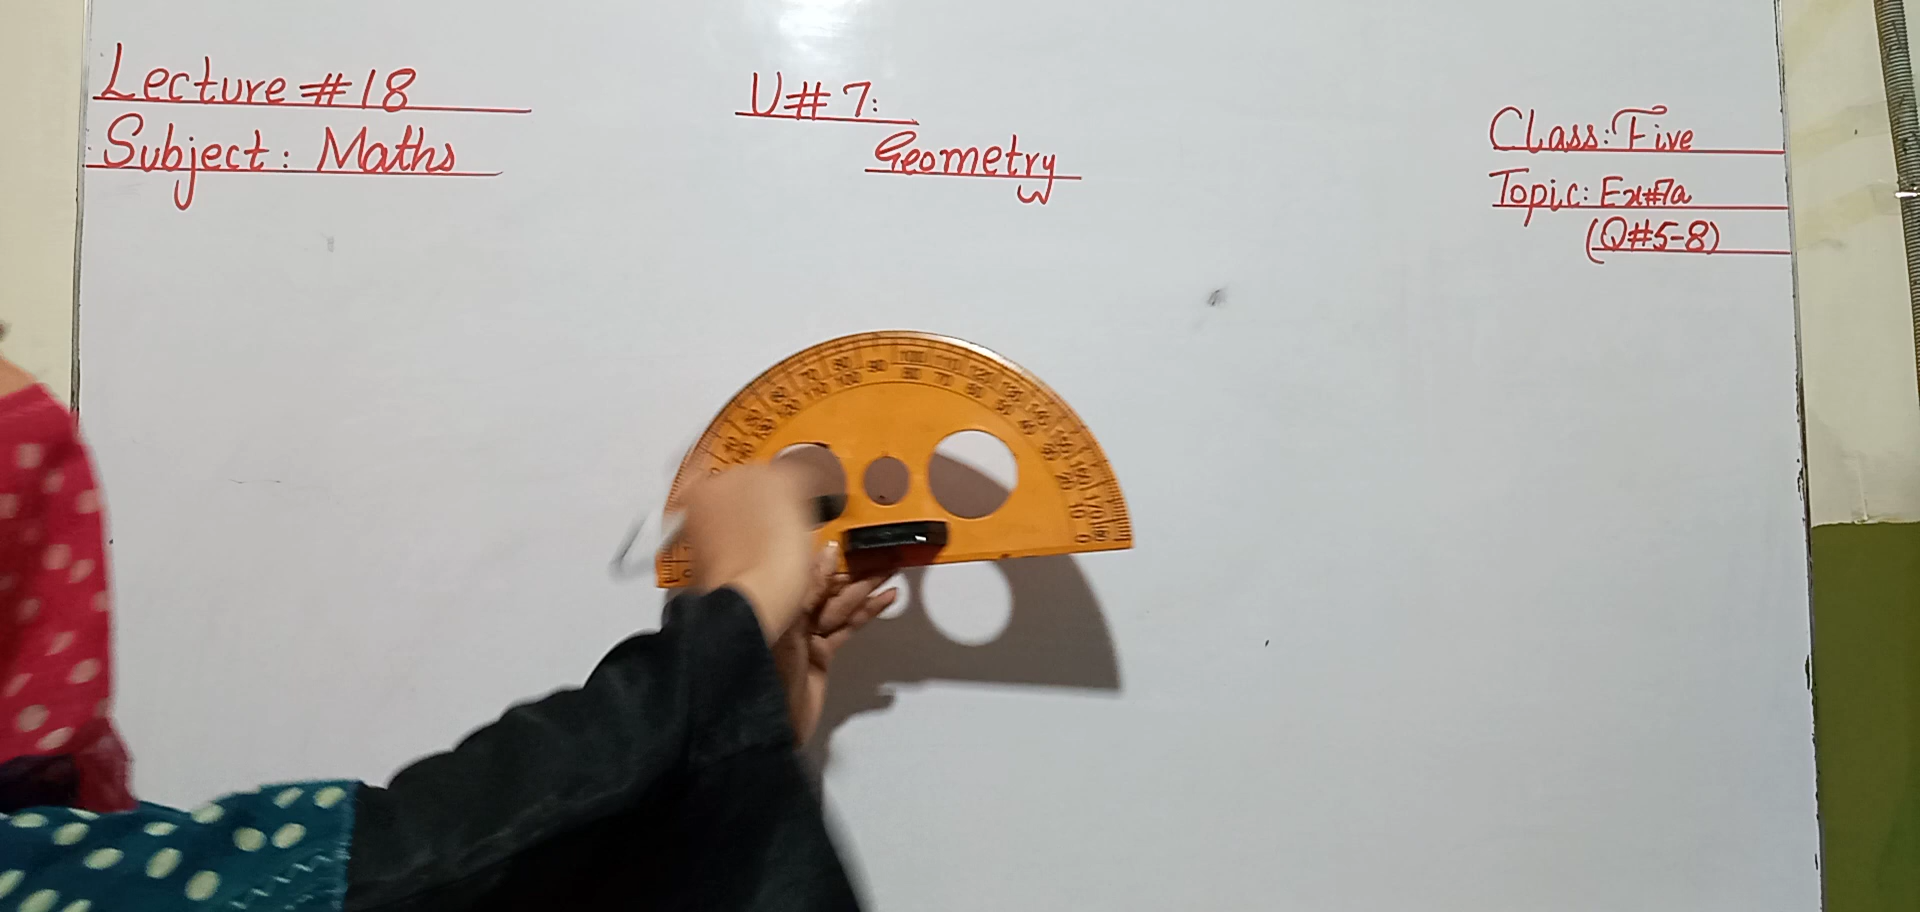 Lecture #18
Subject: Maths
U# 7:
Geometry
Class: Five
Topic: Ex#7a
(Q#5-8)